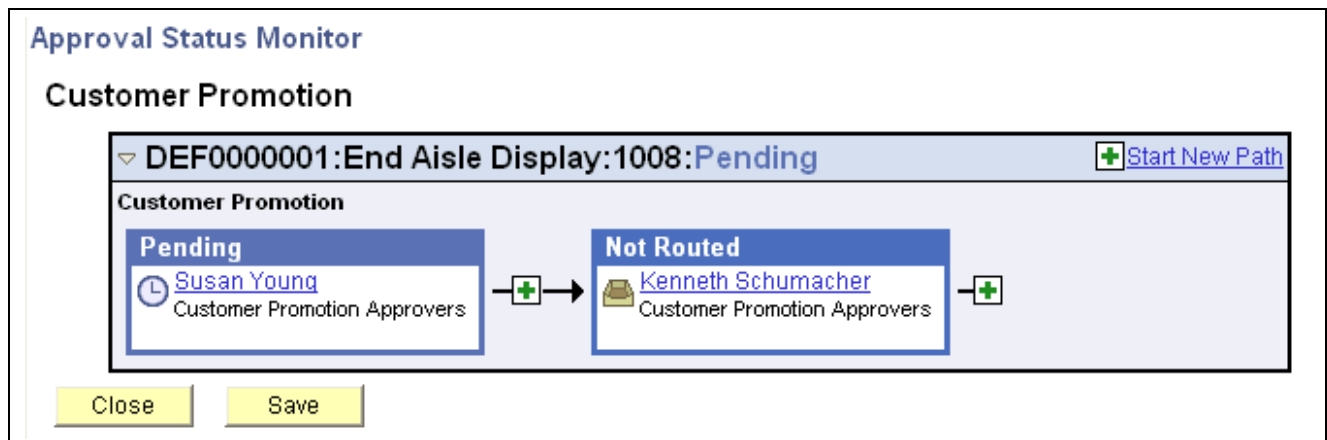 Approval Status Monitor
Customer Promotion
DEF0000001:End Aisle Display:1008:Pending
Start New Path
Customer Promotion
Pending
Susan Young
Customer Promotion Approvers
Not Routed
Kenneth Schumacher
Customer Promotion Approvers
Close
Save